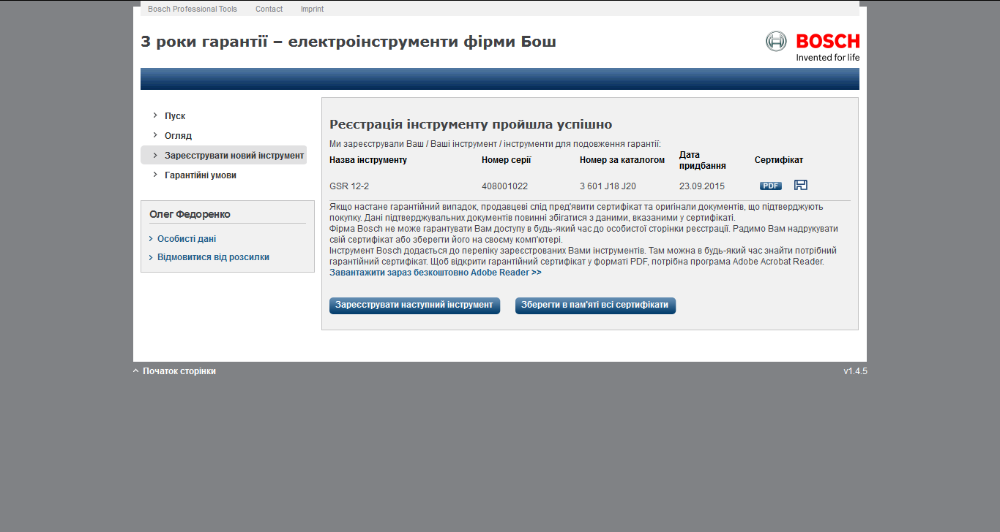 Bosch Professional Tools Contact Imprint
3 роки гарантії – електроінструменти фірми Бош
BOSCH
Invented for life
Пуск
Огляд
Зареєструвати новий інструмент
Гарантійні умови
Олег Федоренко
Особисті дані
Відмовитися від розсилки
Реєстрація інструменту пройшла успішно
Ми зареєстрували Ваш / Ваші інструмент / інструменти для подовження гарантії:
Назва інструменту Номер серії Номер за каталогом Дата придбання Сертифікат
GSR 12-2 408001022 3 601 J18 J20 23.09.2015 PDF
Якщо настане гарантійний випадок, продавцеві слід пред'явити сертифікат та оригінали документів, що підтверджують
покупку. Дані підтверджувальних документів повинні збігатися з даними, вказаними у сертифікаті.
Фірма Bosch не може гарантувати Вам доступу в будь-який час до особистої сторінки реєстрації. Радимо Вам надрукувати
свій сертифікат або зберегти його на своєму комп'ютері.
Інструмент Bosch додається до переліку зареєстрованих Вами інструментів. Там можна в будь-який час знайти потрібний
гарантійний сертифікат. Щоб відкрити гарантійний сертифікат у форматі PDF, потрібна програма Adobe Acrobat Reader.
Завантажити зараз безкоштовно Adobe Reader >>
Зареєструвати наступний інструмент Зберегти в пам'яті всі сертифікати
Початок сторінки v1.4.5